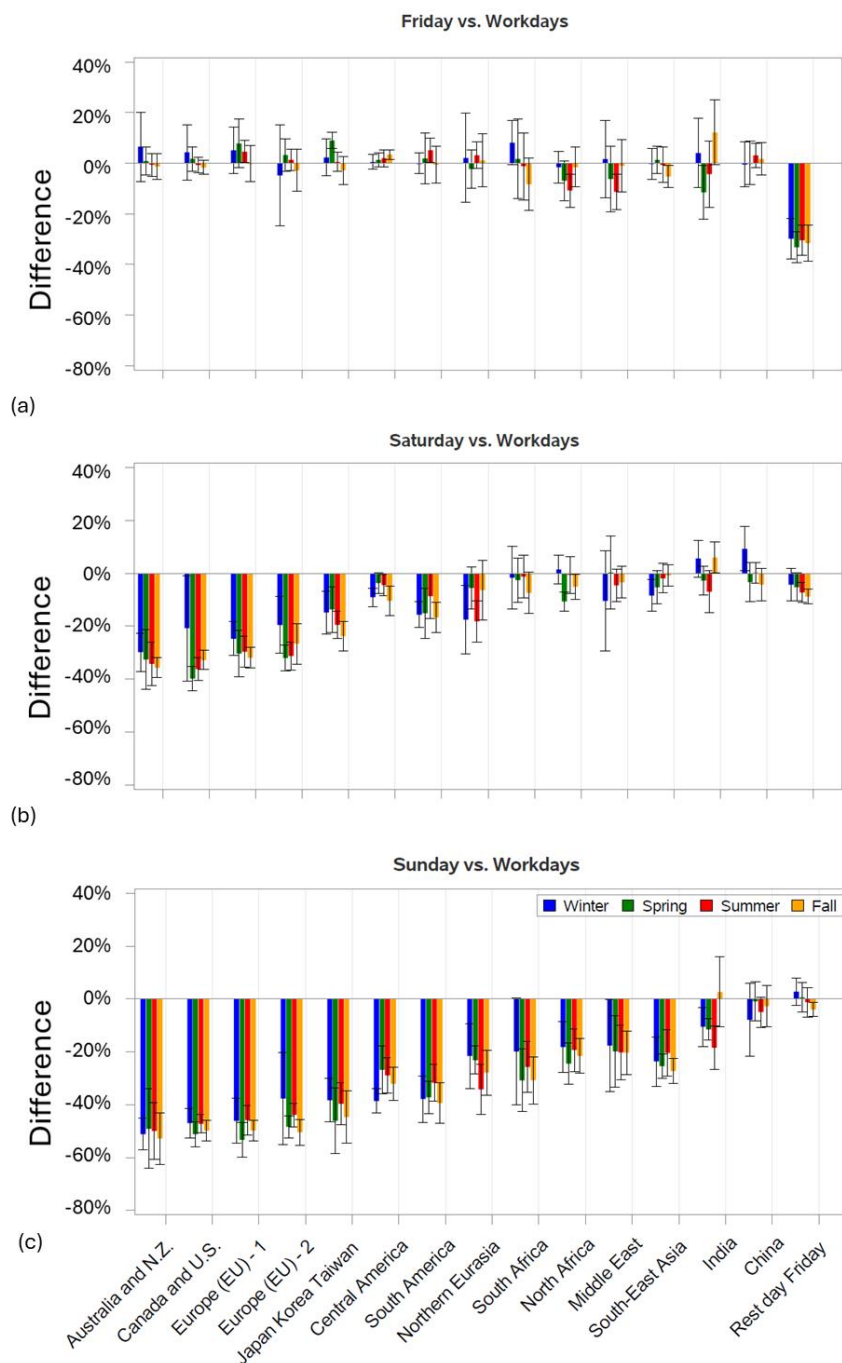 Friday vs. Workdays
40%
20%
0%
-20%
-40%
-60%
-80%
Difference
(a)
Saturday vs. Workdays
40%
20%
0%
-20%
-40%
-60%
-80%
Difference
(b)
Sunday vs. Workdays
Winter Spring Summer Fall
40%
20%
0%
-20%
-40%
-60%
-80%
Difference
(c)
Australia and N.Z.
Canada and U.S.
Europe (EU) - 1
Europe (EU) - 2
Japan Korea Taiwan
Central America
South America
Northern Eurasia
South Africa
North Africa
Middle East
South-East Asia
India
China
Rest day Friday